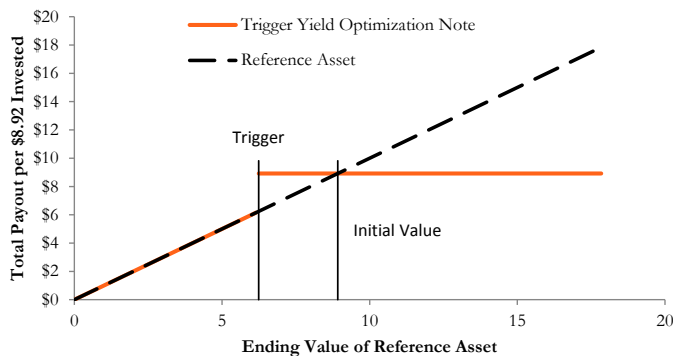 $20
$18
$16
$14
$12
$10
$8
$6
$4
$2
$0
Total Payout per $8.92 Invested
Trigger Yield Optimization Note
Reference Asset
Trigger
Initial Value
0
5
10
15
20
Ending Value of Reference Asset